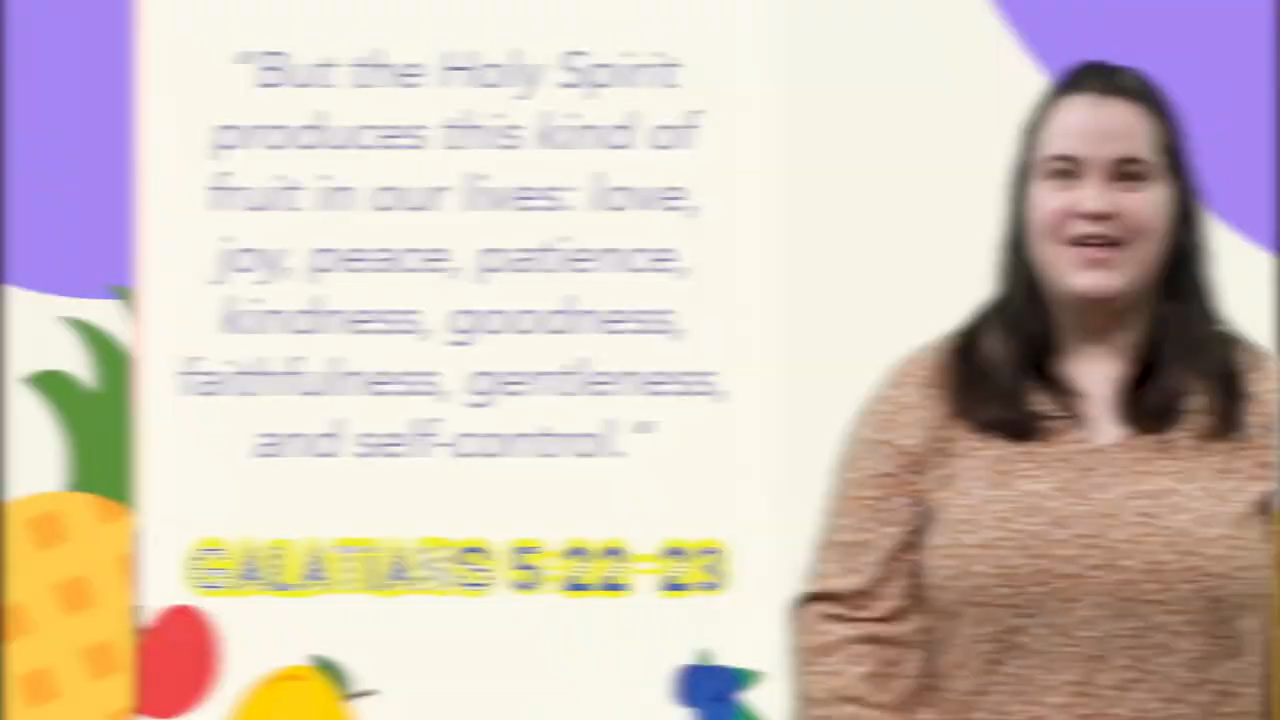 "But the Holy Spirit
produces this kind of
fruit in our lives: love,
joy, peace, patience,
kindness, goodness,
faithfulness, gentleness,
and self-control."
GALATIANS 5:22-23